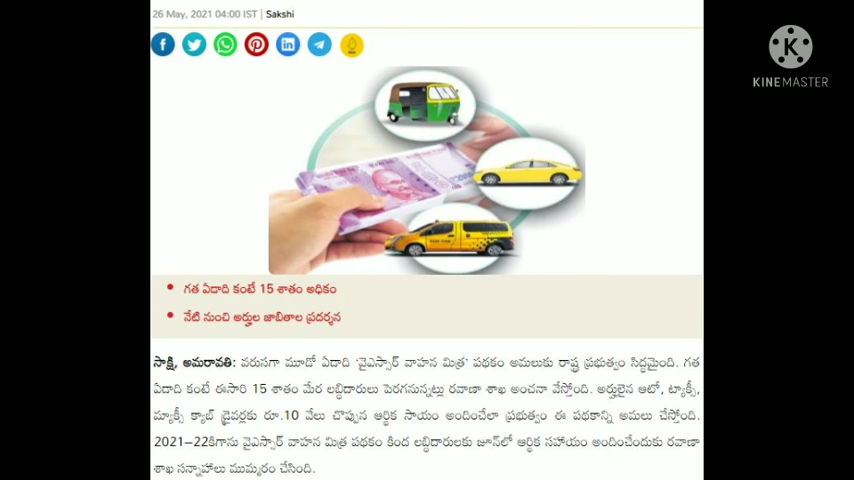 26 May, 2021 04:00 IST | Sakshi
KINEMASTER
గత ఏడాది కంటే 15 శాతం అధికం
నేటి నుంచి అర్హుల జాబితాల ప్రదర్శన
సాక్షి, అమరావతి: వరుసగా మూడో ఏడాది ‘వైఎస్సార్ వాహన మిత్ర’ పథకం అమలుకు రాష్ట్ర ప్రభుత్వం సిద్ధమైంది. గత
ఏడాది కంటే ఈసారి 15 శాతం మేర లబ్ధిదారులు పెరగనున్నట్లు రవాణా శాఖ అంచనా వేస్తోంది. అర్హులైన ఆటో, ట్యాక్సీ,
మ్యాక్సీ క్యాబ్ డ్రైవర్లకు రూ.10 వేలు చొప్పున ఆర్థిక సాయం అందించేలా ప్రభుత్వం ఈ పథకాన్ని అమలు చేస్తోంది.
2021–22కిగాను వైఎస్సార్ వాహన మిత్ర పథకం కింద లబ్ధిదారులకు జూన్‌లో ఆర్థిక సహాయం అందించేందుకు రవాణా
శాఖ సన్నాహాలు ముమ్మరం చేసింది.